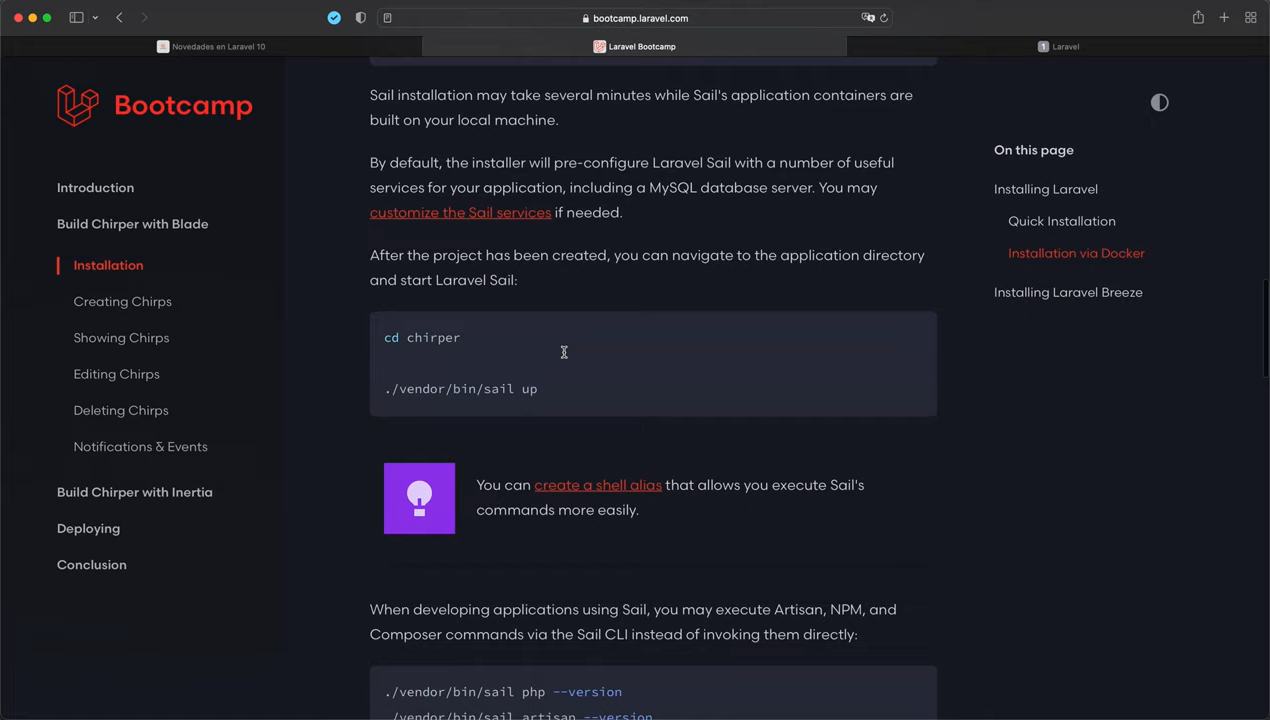 bootcamp.laravel.com
Novedades en Laravel 10
Laravel Bootcamp
1 Laravel
Bootcamp
Introduction
Build Chirper with Blade
Installation
Creating Chirps
Showing Chirps
Editing Chirps
Deleting Chirps
Notifications & Events
Build Chirper with Inertia
Deploying
Conclusion
Sail installation may take several minutes while Sail's application containers are
built on your local machine.
By default, the installer will pre-configure Laravel Sail with a number of useful
services for your application, including a MySQL database server. You may
customize the Sail services if needed.
After the project has been created, you can navigate to the application directory
and start Laravel Sail:
cd chirper
./vendor/bin/sail up
You can create a shell alias that allows you execute Sail's
commands more easily.
When developing applications using Sail, you may execute Artisan, NPM, and
Composer commands via the Sail CLI instead of invoking them directly:
./vendor/bin/sail php --version
./vendor/bin/sail artisan --version
On this page
Installing Laravel
Quick Installation
Installation via Docker
Installing Laravel Breeze